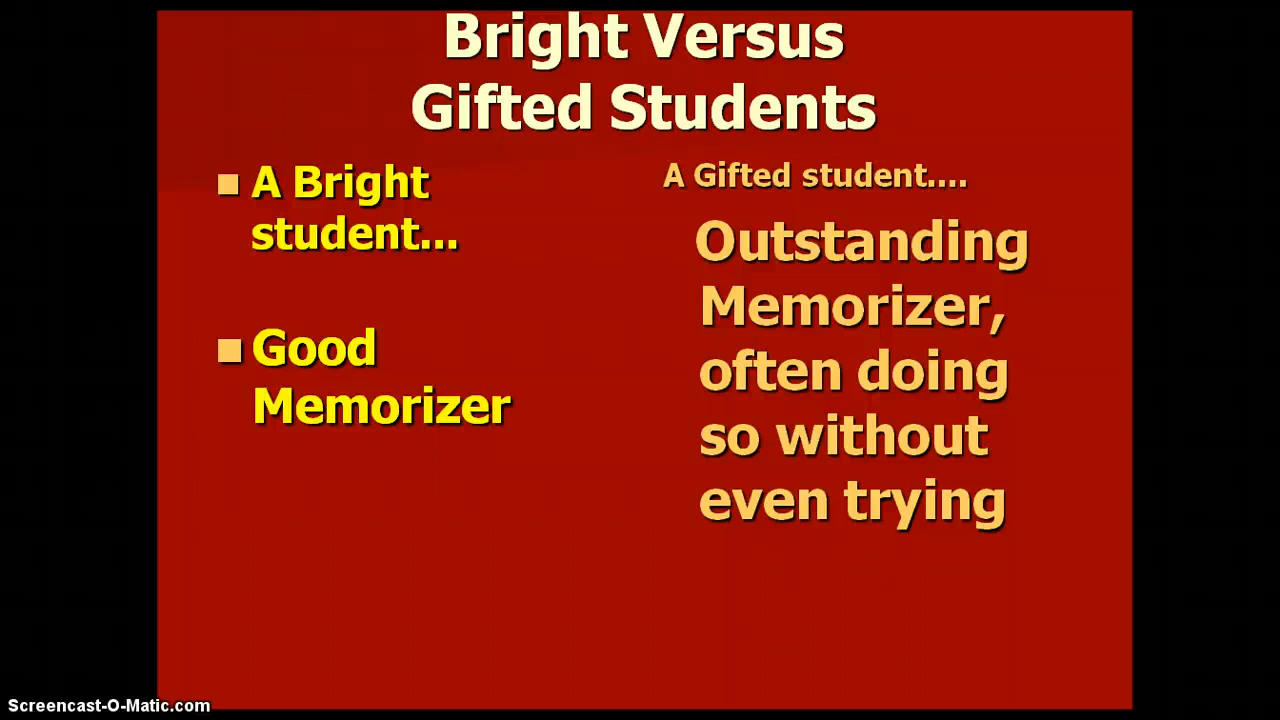 Bright Versus
Gifted Students
A Bright
student...
Good
Memorizer
A Gifted student....
Outstanding
Memorizer,
often doing
so without
even trying
Screencast-O-Matic.com